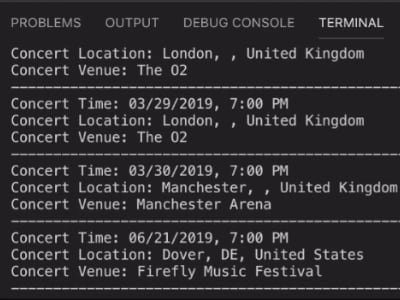 PROBLEMS OUTPUT DEBUG CONSOLE TERMINAL
Concert Location: London, , United Kingdom
Concert Venue: The O2
------------------------------------------------
Concert Time: 03/29/2019, 7:00 PM
Concert Location: London, , United Kingdom
Concert Venue: The O2
------------------------------------------------
Concert Time: 03/30/2019, 7:00 PM
Concert Location: Manchester, , United Kingdom
Concert Venue: Manchester Arena
------------------------------------------------
Concert Time: 06/21/2019, 7:00 PM
Concert Location: Dover, DE, United States
Concert Venue: Firefly Music Festival
------------------------------------------------